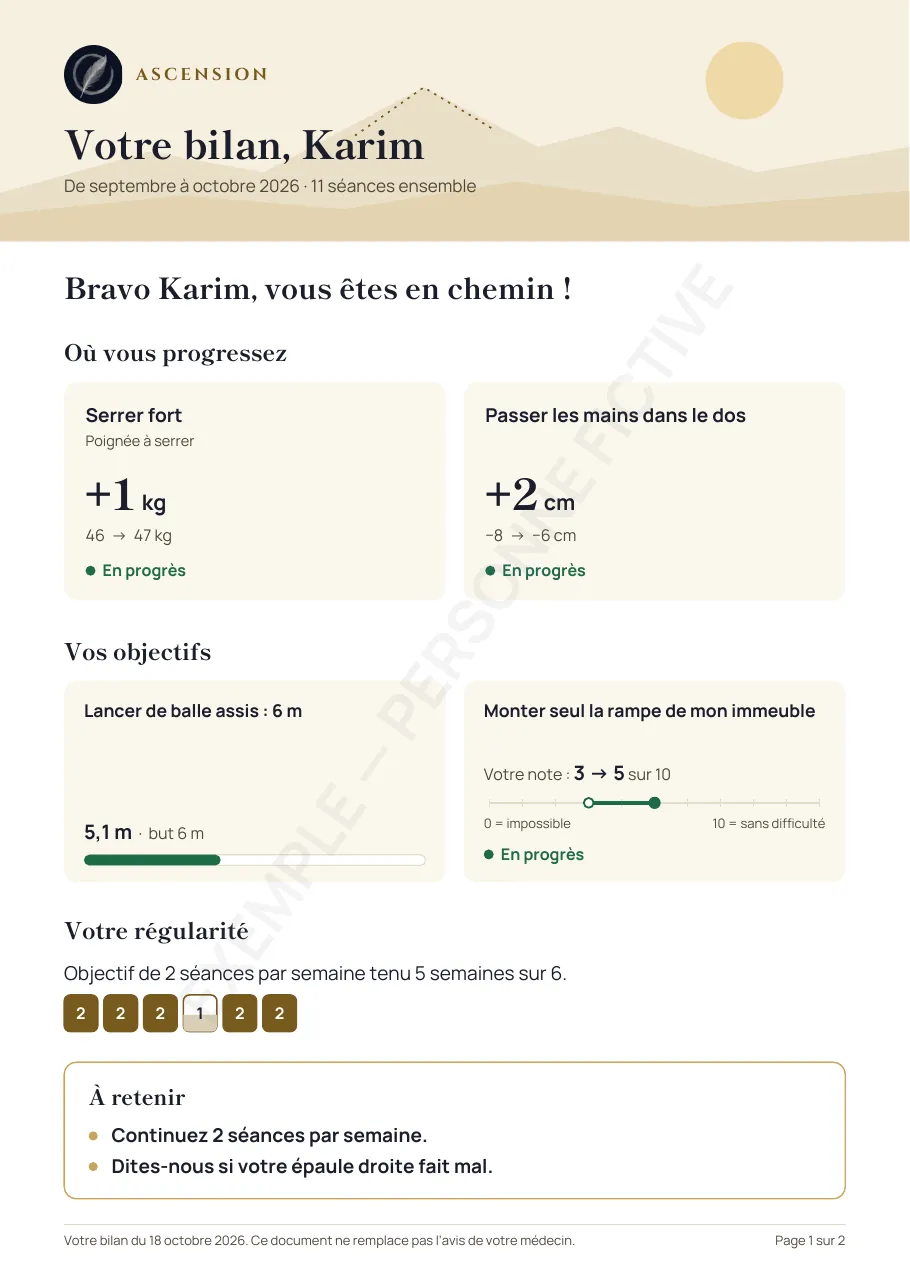 ASCENSION
Votre bilan, Karim
De septembre à octobre 2026 · 11 séances ensemble
Bravo Karim, vous êtes en chemin !
Où vous progressez
Serrer fort
Poignée à serrer
+1 kg
46 → 47 kg
En progrès
Passer les mains dans le dos
+2 cm
−8 → −6 cm
En progrès
Vos objectifs
Lancer de balle assis : 6 m
5,1 m · but 6 m
Monter seul la rampe de mon immeuble
Votre note : 3 → 5 sur 10
0 = impossible
10 = sans difficulté
En progrès
Votre régularité
Objectif de 2 séances par semaine tenu 5 semaines sur 6.
2 2 2 1 2 2
À retenir
Continuez 2 séances par semaine.
Dites-nous si votre épaule droite fait mal.
Votre bilan du 18 octobre 2026. Ce document ne remplace pas l'avis de votre médecin.
Page 1 sur 2
EXEMPLE — PERSONNE FICTIVE